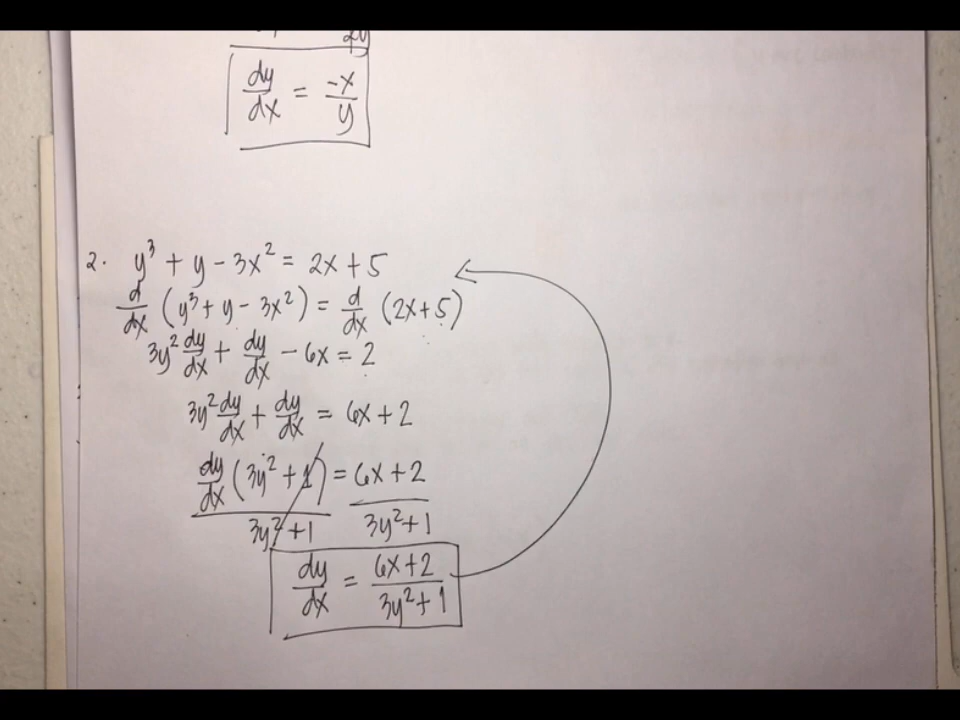 2y
dy/dx = -x/y
2. y³ + y - 3x² = 2x + 5
d/dx (y³ + y - 3x²) = d/dx (2x + 5)
3y² dy/dx + dy/dx - 6x = 2
3y² dy/dx + dy/dx = 6x + 2
dy/dx (3y² + 1) = 6x + 2
3y² + 1 3y² + 1
dy/dx = 6x + 2/3y² + 1